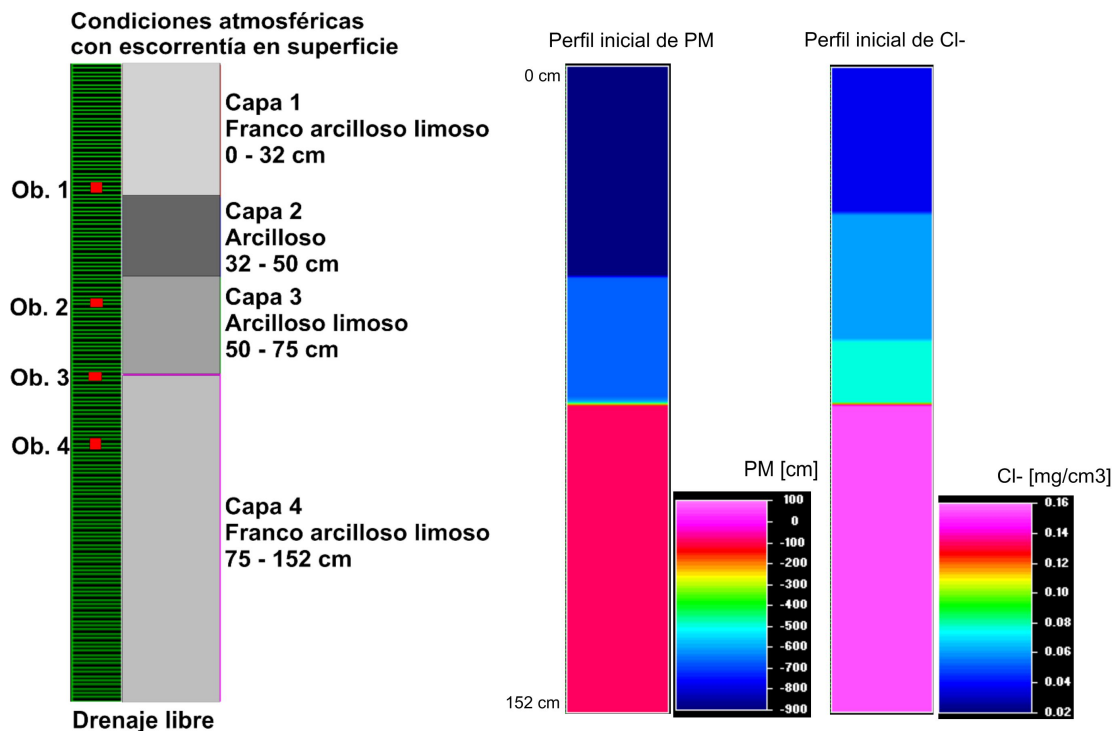 Condiciones atmosféricas
con escorrentía en superficie
Capa 1
Franco arcilloso limoso
0 - 32 cm
Ob. 1
Capa 2
Arcilloso
32 - 50 cm
Ob. 2
Capa 3
Arcilloso limoso
50 - 75 cm
Ob. 3
Ob. 4
Capa 4
Franco arcilloso limoso
75 - 152 cm
Drenaje libre
Perfil inicial de PM
0 cm
152 cm
PM [cm]
100
0
-100
-200
-300
-400
-500
-600
-700
-800
-900
Perfil inicial de Cl-
Cl- [mg/cm3]
0.16
0.14
0.12
0.10
0.08
0.06
0.04
0.02